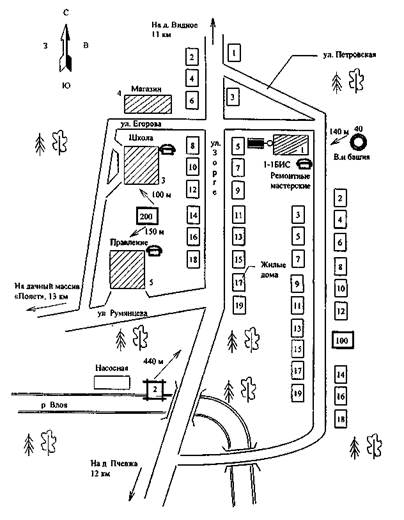 С
З
В
Ю
На д. Видное
11 км
ул. Петровская
2
1
4
4
Магазин
6
3
ул. Егорова
140 м
40
В.н башня
Школа
8
ул. Зорге
5
1
1-1БИС
Ремонтные
мастерские
10
7
3
100 м
12
9
2
200
14
11
3
4
150 м
Правление
16
13
5
6
18
15
7
8
Жилые
дома
17
9
10
5
На дачный массив
«Полет», 13 км
19
11
12
ул Румянцева
13
100
15
440 м
Насосная
17
14
2
19
16
р Влоя
18
На д Пчевжа
12 км